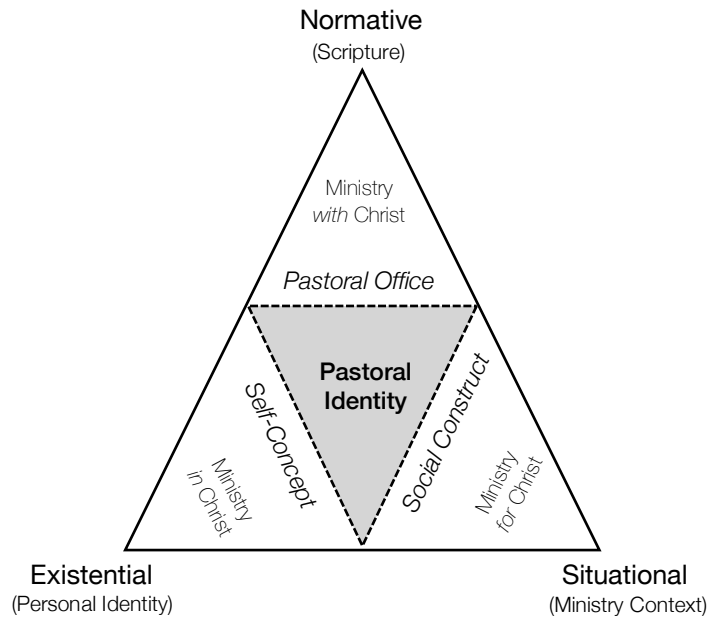 Normative
(Scripture)
Ministry
with Christ
Pastoral Office
Pastoral
Identity
Self-Concept
Social Construct
Ministry
in Christ
Ministry
for Christ
Existential
(Personal Identity)
Situational
(Ministry Context)